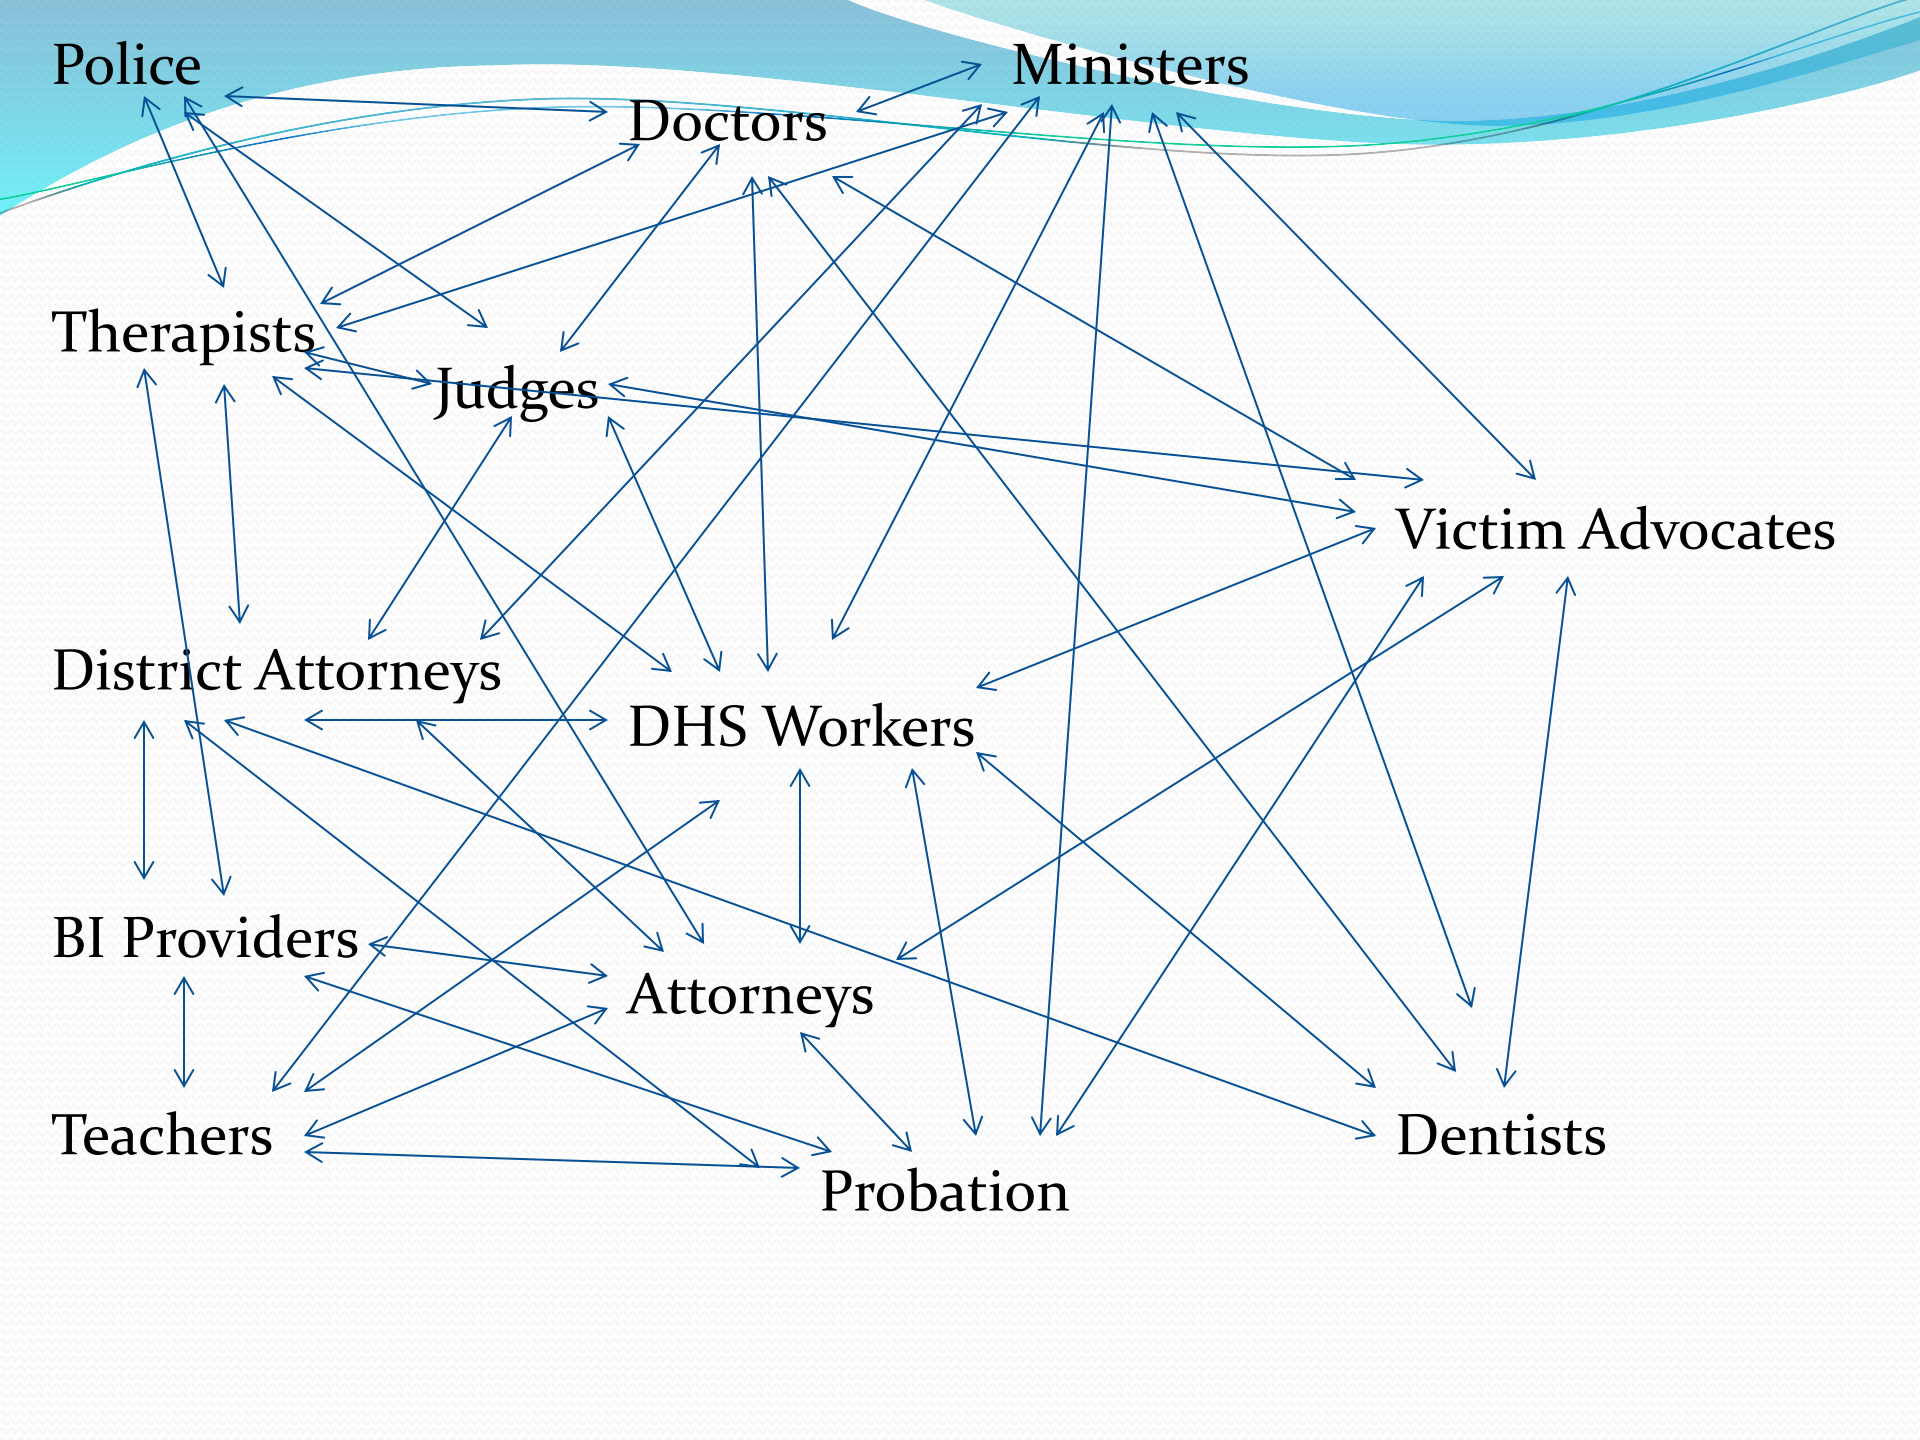 Police
Ministers
Doctors
Therapists
Judges
Victim Advocates
District Attorneys
DHS Workers
BI Providers
Attorneys
Teachers
Dentists
Probation